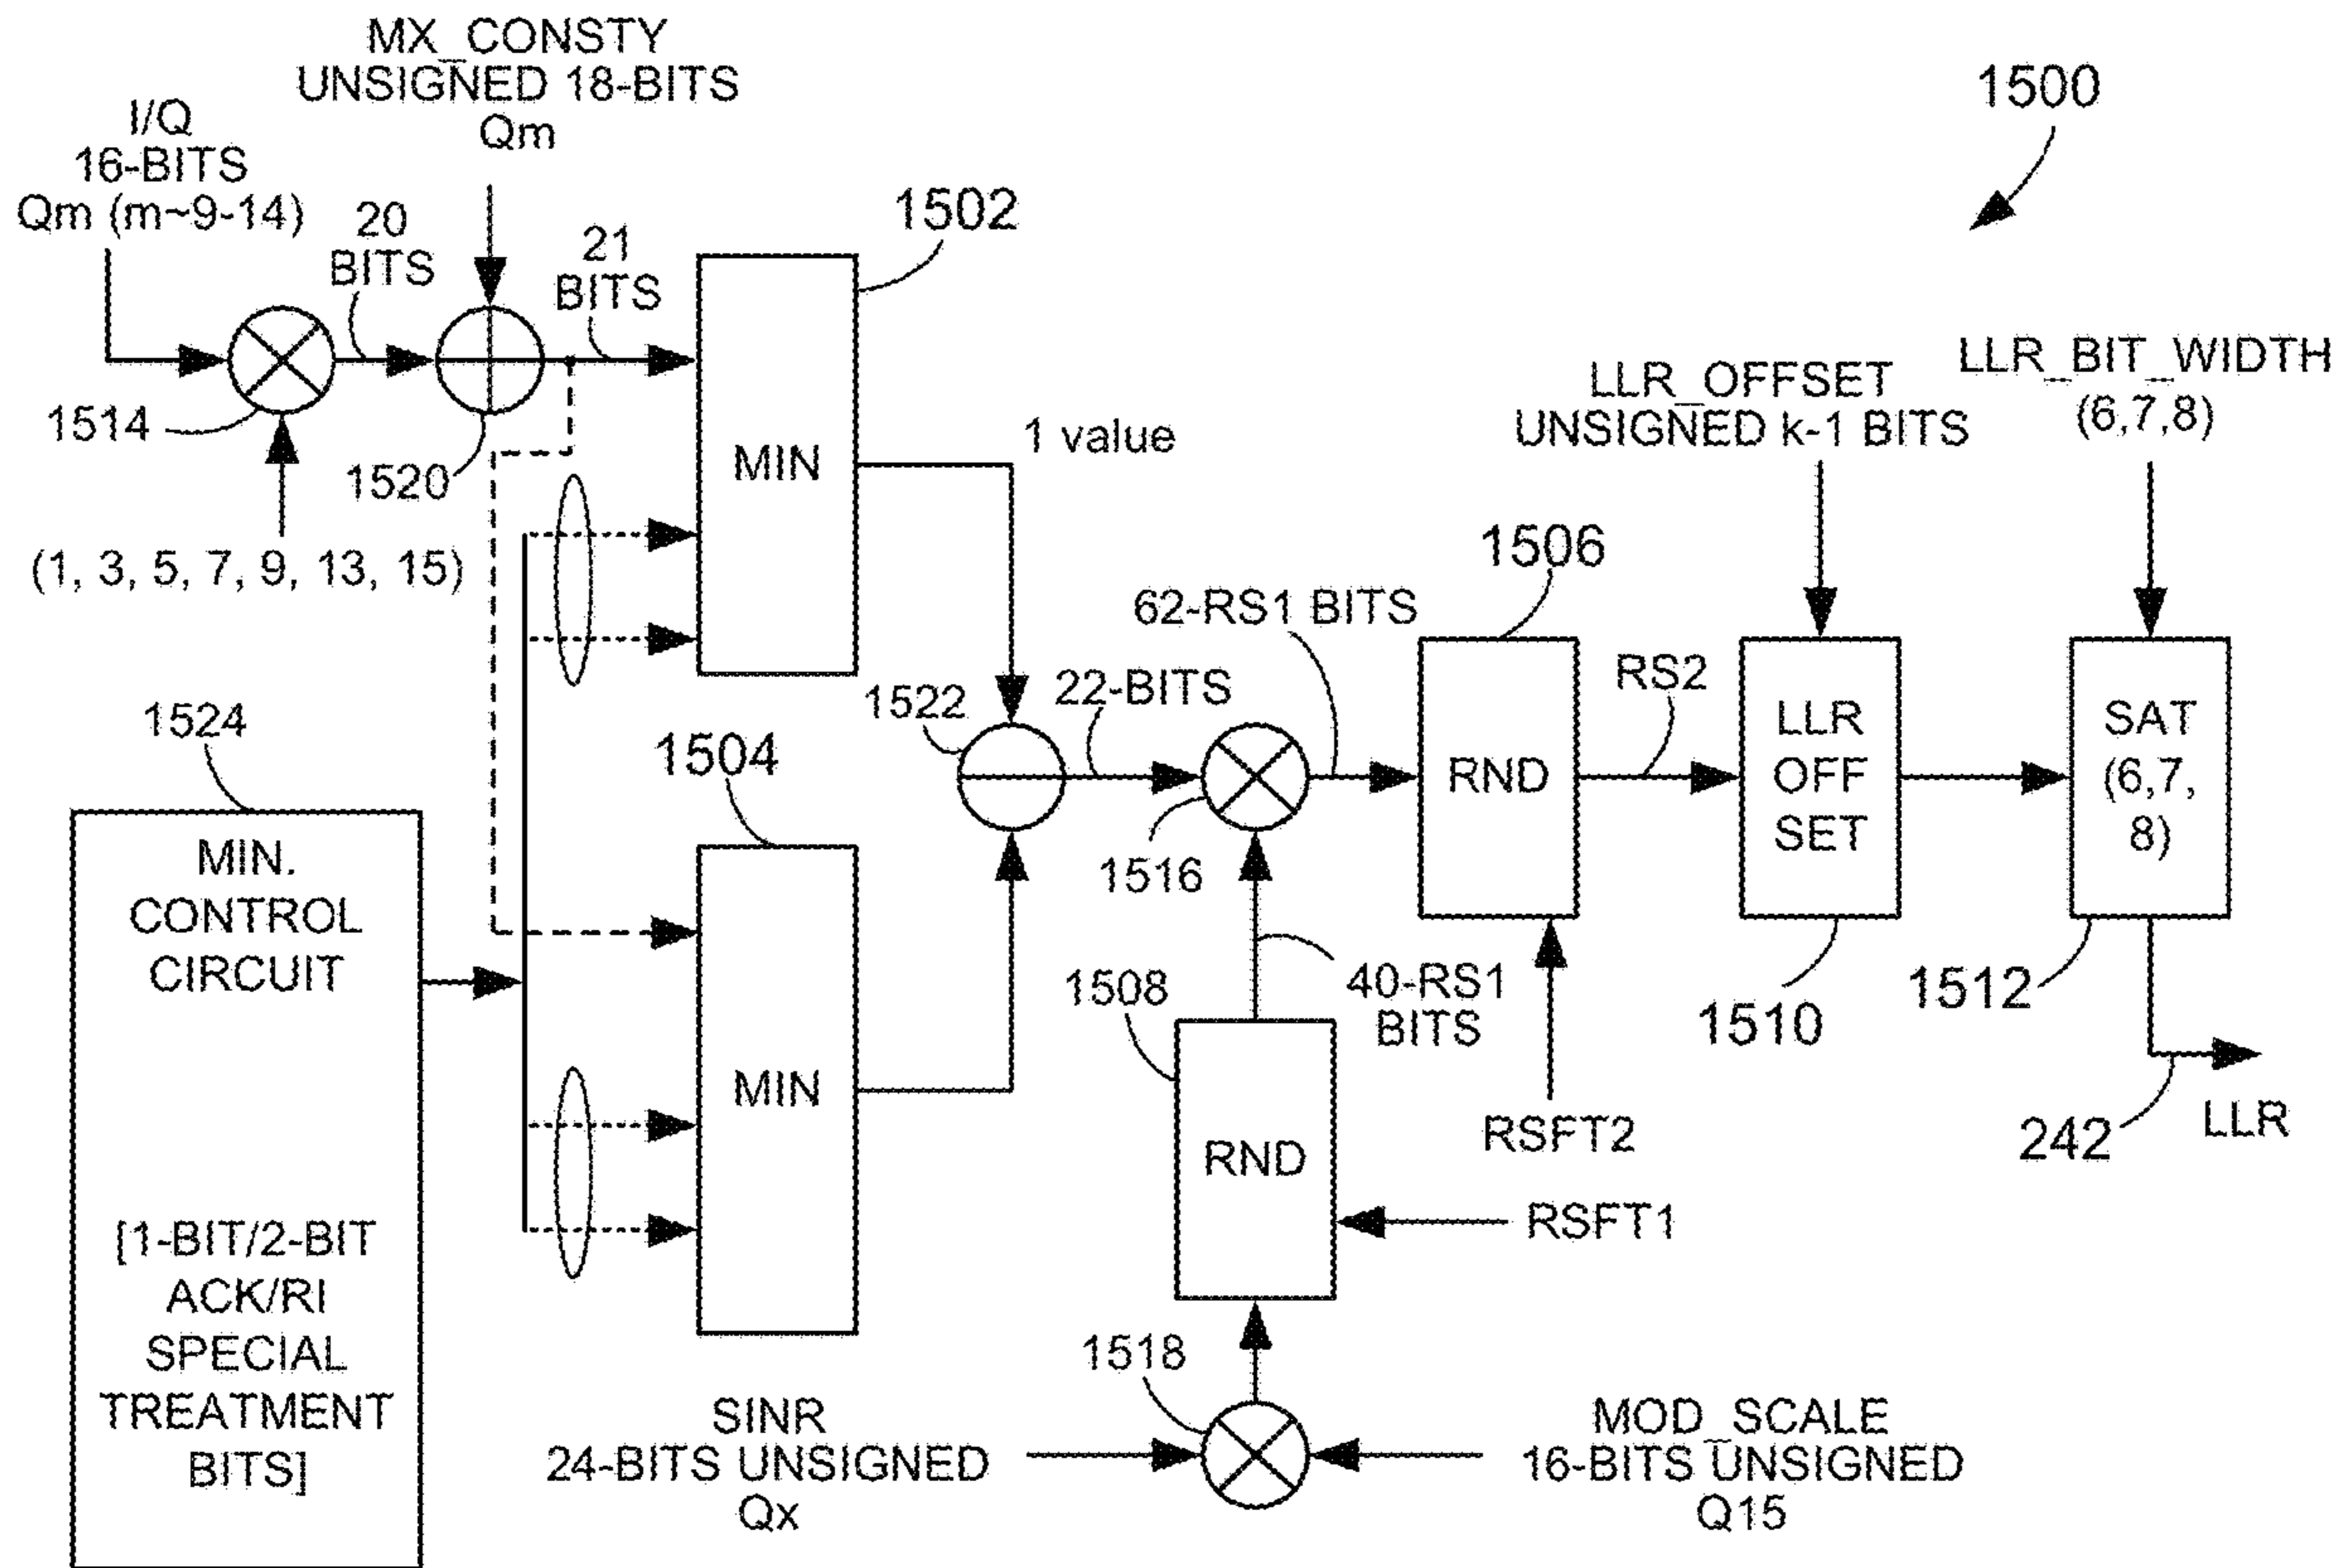 MX_CONSTY
UNSIGNED 18-BITS
Qm
1500
I/Q
16-BITS
Qm (m~9-14)
20
BITS
21
BITS
1502
1514
1520
(1, 3, 5, 7, 9, 13, 15)
MIN
1 value
LLR_OFFSET
UNSIGNED k-1 BITS
LLR_BIT_WIDTH
(6,7,8)
1506
62-RS1 BITS
1524
1504
1522
22-BITS
1516
RND
RS2
LLR
OFF
SET
SAT
(6,7,
8)
MIN.
CONTROL
CIRCUIT
[1-BIT/2-BIT
ACK/RI
SPECIAL
TREATMENT
BITS]
MIN
1508
40-RS1
BITS
1510
1512
RND
RSFT2
RSFT1
242
LLR
1518
SINR
24-BITS UNSIGNED
Qx
MOD_SCALE
16-BITS UNSIGNED
Q15